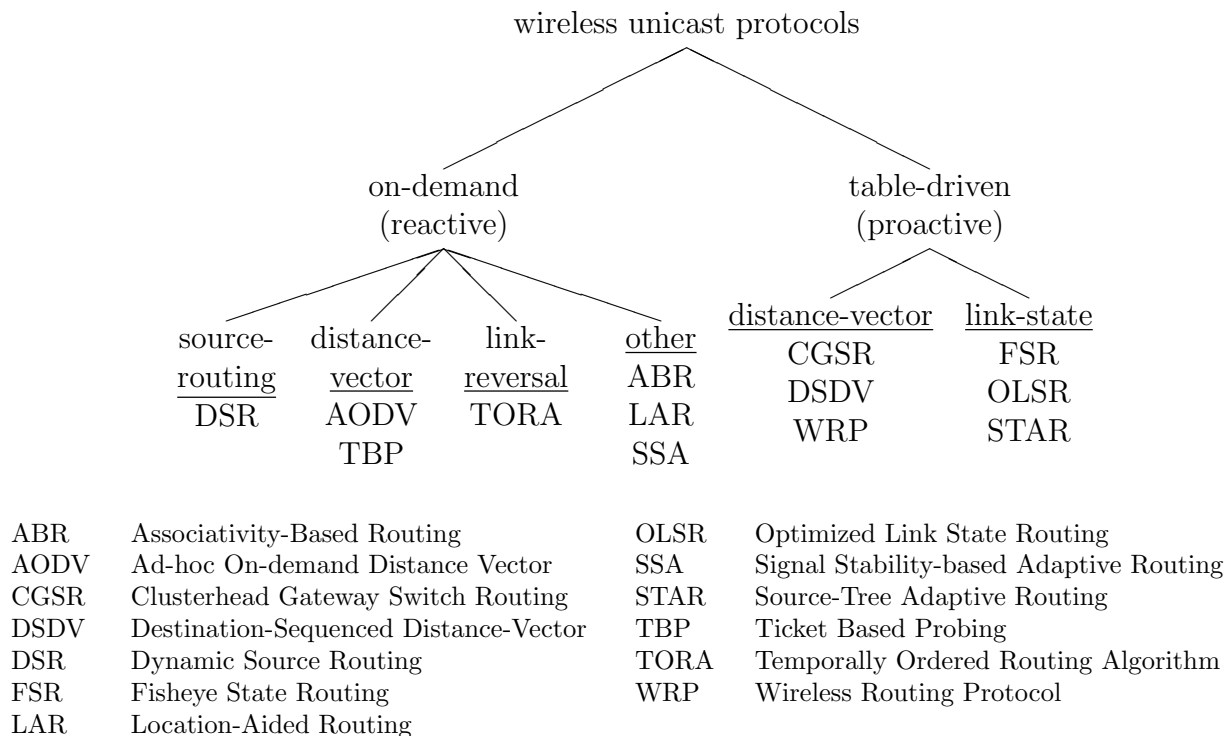 wireless unicast protocols
on-demand table-driven
(reactive) (proactive)
source- distance- link- other distance-vector link-state
routing vector reversal ABR CGSR FSR
DSR AODV TORA LAR DSDV OLSR
TBP SSA WRP STAR
ABR Associativity-Based Routing OLSR Optimized Link State Routing
AODV Ad-hoc On-demand Distance Vector SSA Signal Stability-based Adaptive Routing
CGSR Clusterhead Gateway Switch Routing STAR Source-Tree Adaptive Routing
DSDV Destination-Sequenced Distance-Vector TBP Ticket Based Probing
DSR Dynamic Source Routing TORA Temporally Ordered Routing Algorithm
FSR Fisheye State Routing WRP Wireless Routing Protocol
LAR Location-Aided Routing